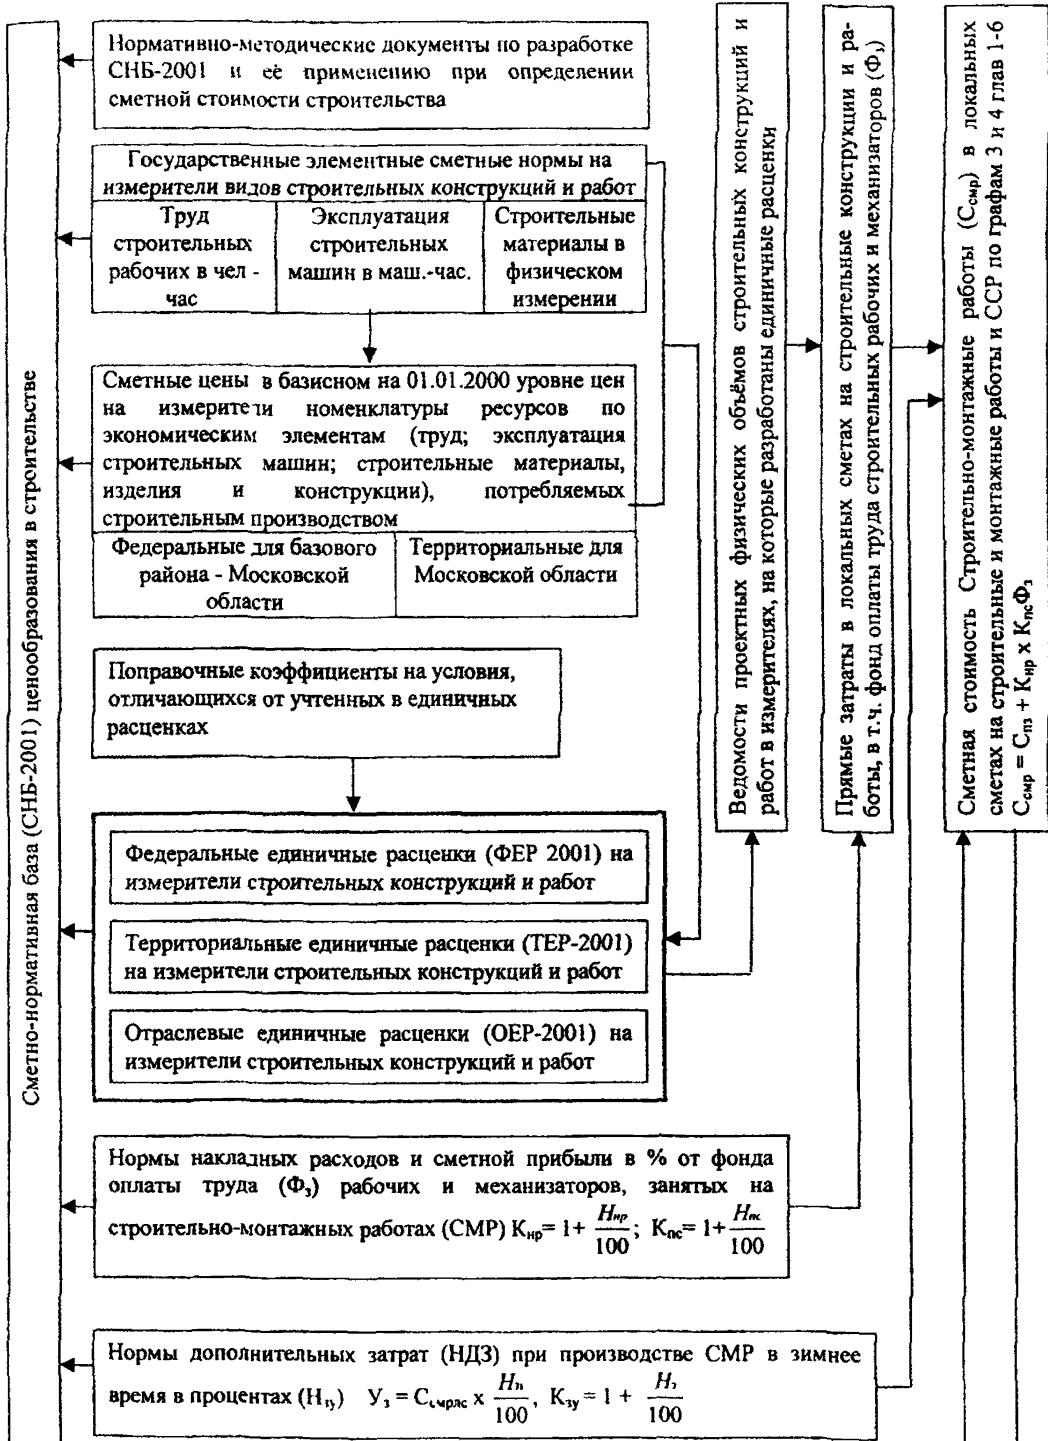 Сметно-нормативная база (СНБ-2001) ценообразования в строительстве
Нормативно-методические документы по разработке
СНБ-2001 и её применению при определении
сметной стоимости строительства
Государственные элементные сметные нормы на
измерители видов строительных конструкций и работ
Труд
строительных
рабочих в чел -
час
Эксплуатация
строительных
машин в маш.-час.
Строительные
материалы в
физическом
измерении
Сметные цены в базисном на 01.01.2000 уровне цен
на измерители номенклатуры ресурсов по
экономическим элементам (труд; эксплуатация
строительных машин; строительные материалы,
изделия и конструкции), потребляемых
строительным производством
Федеральные для базового
района - Московской
области
Территориальные для
Московской области
Поправочные коэффициенты на условия,
отличающихся от учтенных в единичных
расценках
Федеральные единичные расценки (ФЕР 2001) на
измерители строительных конструкций и работ
Территориальные единичные расценки (ТЕР-2001)
на измерители строительных конструкций и работ
Отраслевые единичные расценки (ОЕР-2001) на
измерители строительных конструкций и работ
Нормы накладных расходов и сметной прибыли в % от фонда
оплаты труда (Фз) рабочих и механизаторов, занятых на
строительно-монтажных работах (СМР) Кнр= 1+ Ннр/100; Кпс= 1+ Нпс/100
Нормы дополнительных затрат (НДЗ) при производстве СМР в зимнее
время в процентах (Нзу) Уз = Ссмрлс х Нзу/100, Кзу = 1 + Нз/100
Ведомости проектных физических объёмов строительных конструкций и
работ в измерителях, на которые разработаны единичные расценки
Прямые затраты в локальных сметах на строительные конструкции и ра-
боты, в т.ч. фонд оплаты труда строительных рабочих и механизаторов (Фз)
Сметная стоимость Строительно-монтажные работы (Ссмр) в локальных
сметах на строительные и монтажные работы и ССР по графам 3 и 4 глав 1-6
Ссмр = Спз + Кнр х КпсФз